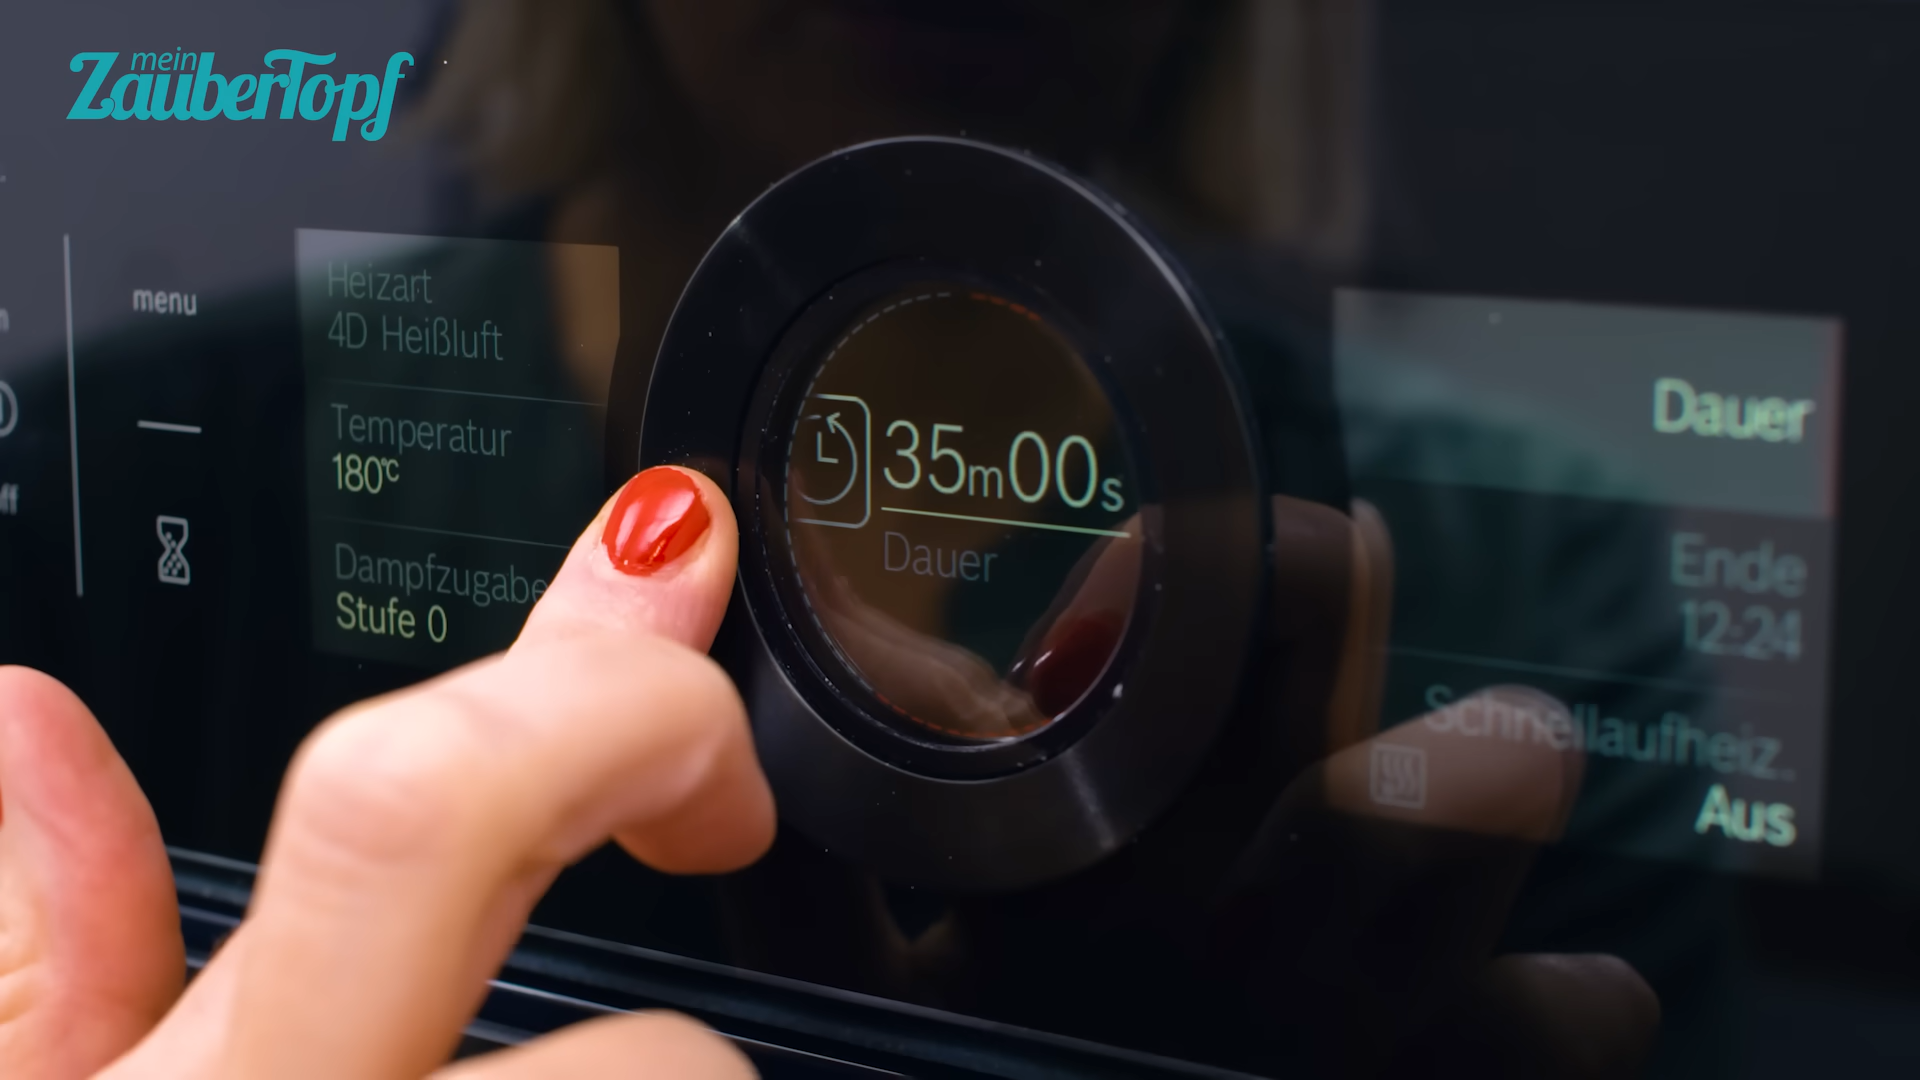 mein
ZauberTopf
menu
Heizart
4D Heißluft
Temperatur
180°C
Dampfzugabe
Stufe 0
35m00s
Dauer
Dauer
Ende
12:24
Schnellaufheiz.
Aus